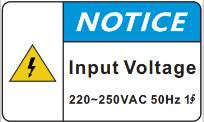 NOTICE
Input Voltage
220~250VAC 50Hz 1∮